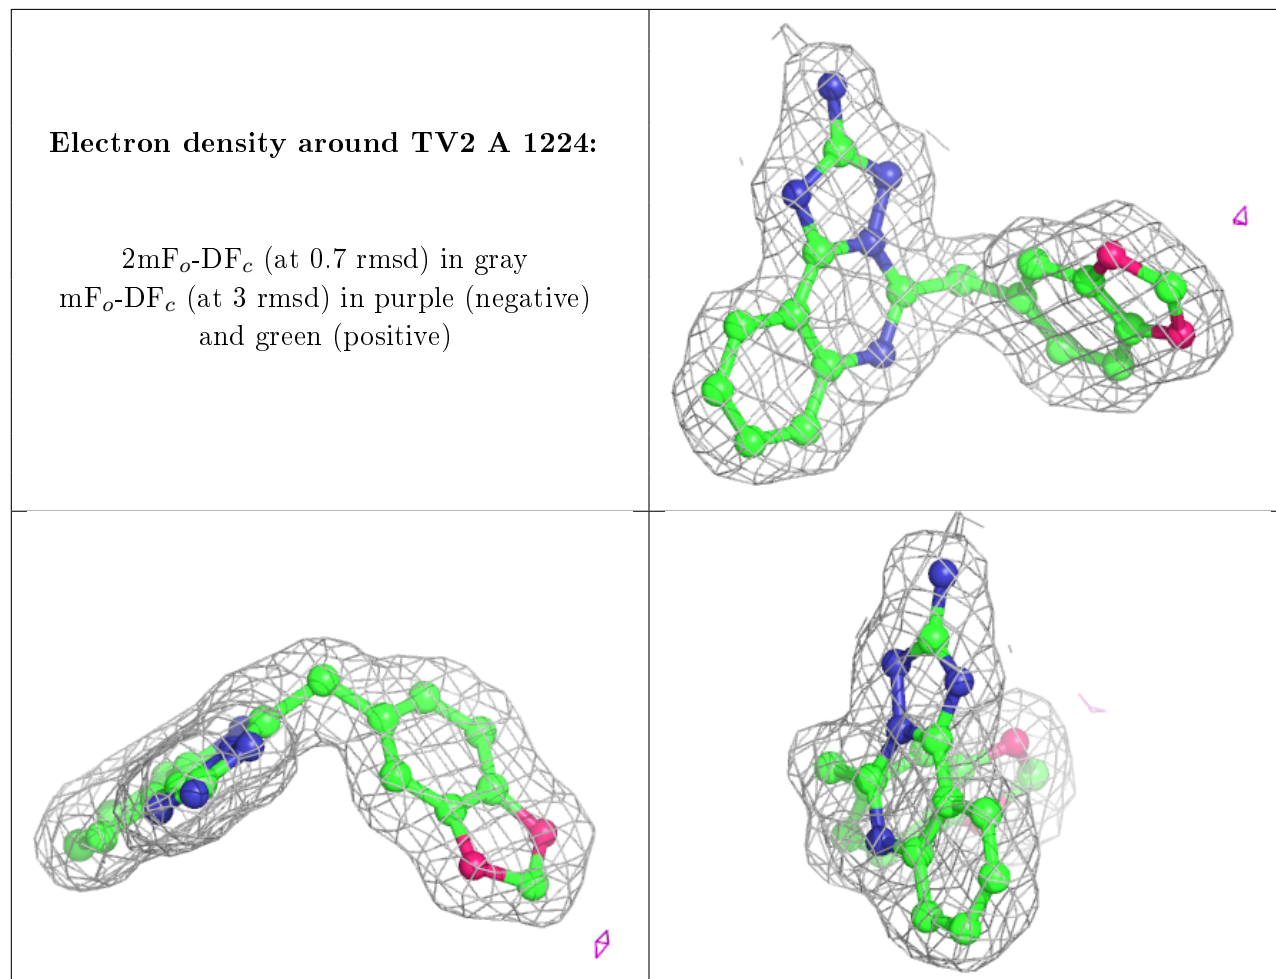 Electron density around TV2 A 1224:
2mFₒ-DF𝒸 (at 0.7 rmsd) in gray
mFₒ-DF𝒸 (at 3 rmsd) in purple (negative)
and green (positive)